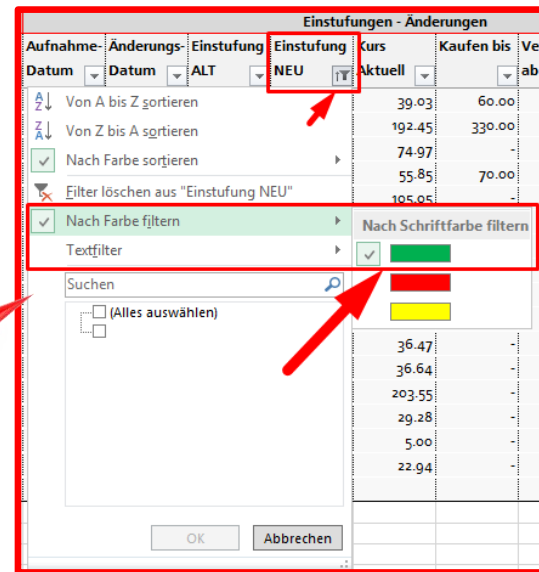 Einstufungen - Änderungen
Aufnahme- Änderungs- Einstufung Einstufung Kurs Kaufen bis
Datum Datum ALT NEU Aktuell
Von A bis Z sortieren
Von Z bis A sortieren
Nach Farbe sortieren
Filter löschen aus "Einstufung NEU"
Nach Farbe filtern
Textfilter
Suchen
(Alles auswählen)
OK Abbrechen
39.03 60.00
192.45 330.00
74.97 -
55.85 70.00
105.05 -
Nach Schriftfarbe filtern
36.47 -
36.64 -
203.55 -
29.28 -
5.00 -
22.94 -